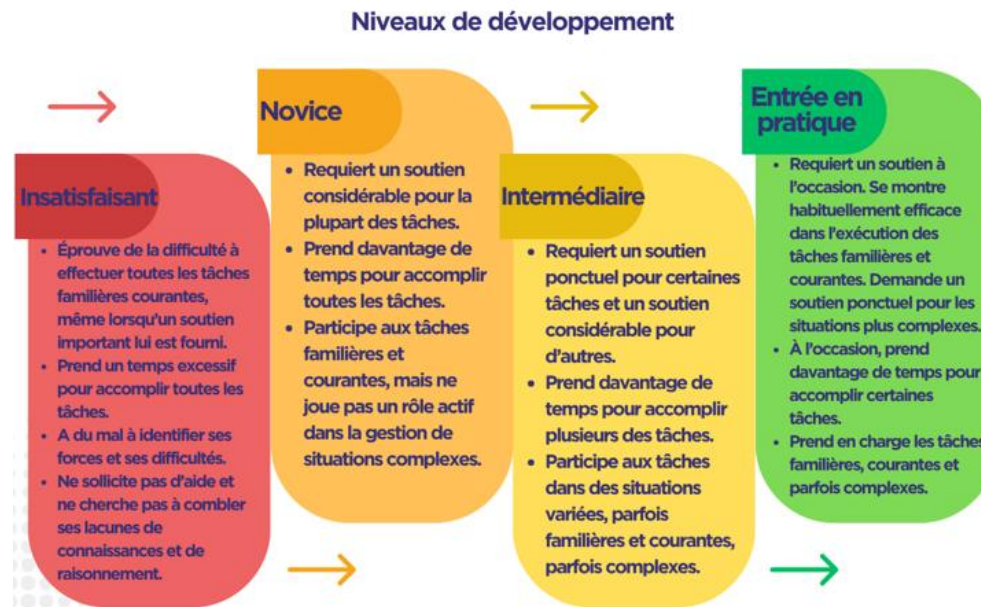 Niveaux de développement
Insatisfaisant
• Éprouve de la difficulté à
effectuer toutes les tâches
familières courantes,
même lorsqu'un soutien
important lui est fourni.
• Prend un temps excessif
pour accomplir toutes les
tâches.
• A du mal à identifier ses
forces et ses difficultés.
• Ne sollicite pas d'aide et
ne cherche pas à combler
ses lacunes de
connaissances et de
raisonnement.
Novice
• Requiert un soutien
considérable pour la
plupart des tâches.
• Prend davantage de
temps pour accomplir
toutes les tâches.
• Participe aux tâches
familières et
courantes, mais ne
joue pas un rôle actif
dans la gestion de
situations complexes.
Intermédiaire
• Requiert un soutien
ponctuel pour certaines
tâches et un soutien
considérable pour
d'autres.
• Prend davantage de
temps pour accomplir
plusieurs des tâches.
• Participe aux tâches
dans des situations
variées, parfois
familières et courantes,
parfois complexes.
Entrée en
pratique
• Requiert un soutien à
l'occasion. Se montre
habituellement efficace
dans l'exécution des
tâches familières et
courantes. Demande un
soutien ponctuel pour les
situations plus complexes.
• À l'occasion, prend
davantage de temps pour
accomplir certaines
tâches.
• Prend en charge les tâches
familières, courantes et
parfois complexes.